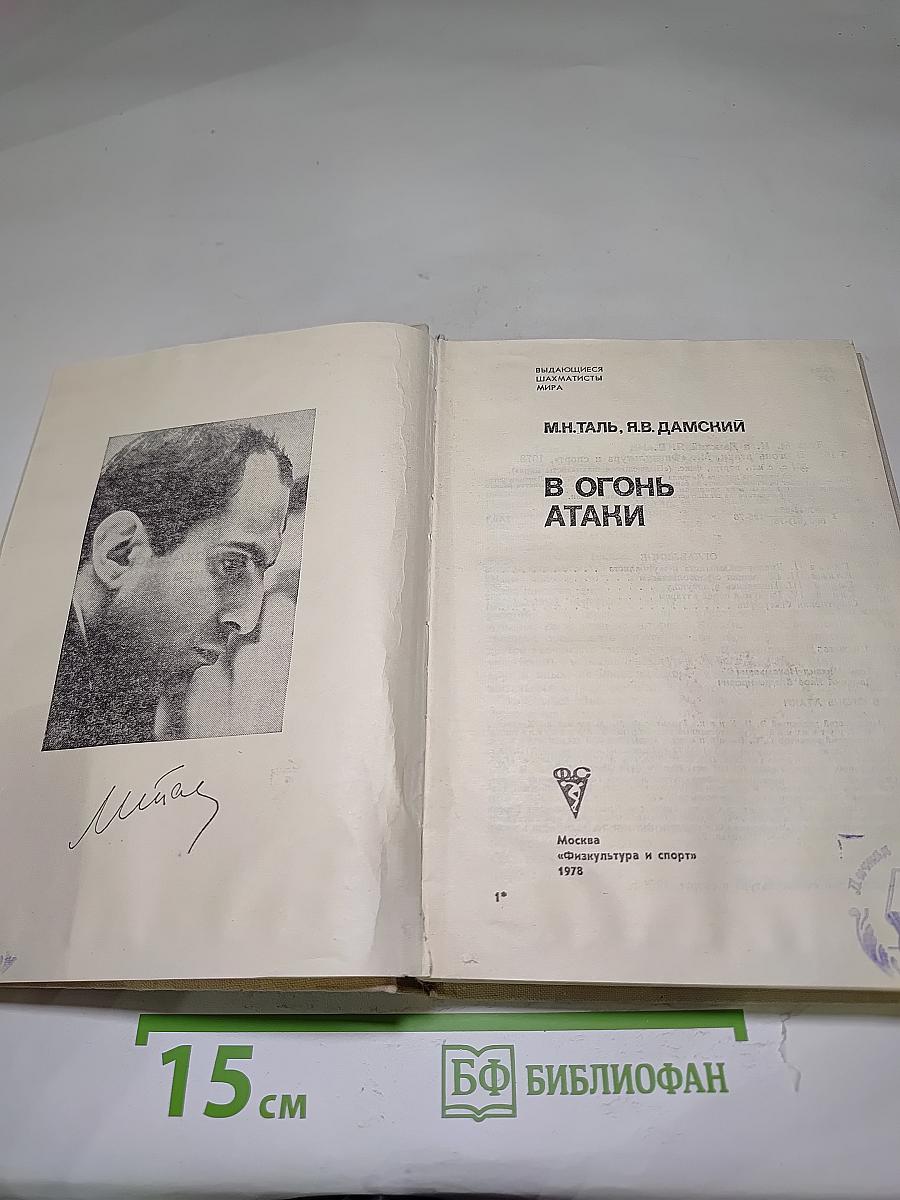 ВЫДАЮЩИЕСЯ
ШАХМАТИСТЫ
МИРА
М.Н.ТАЛЬ, Я.В. ДАМСКИЙ
В ОГОНЬ
АТАКИ
ФС
Москва
«Физкультура и спорт»
1978
1*
15 см
БФ БИБЛИОФАН